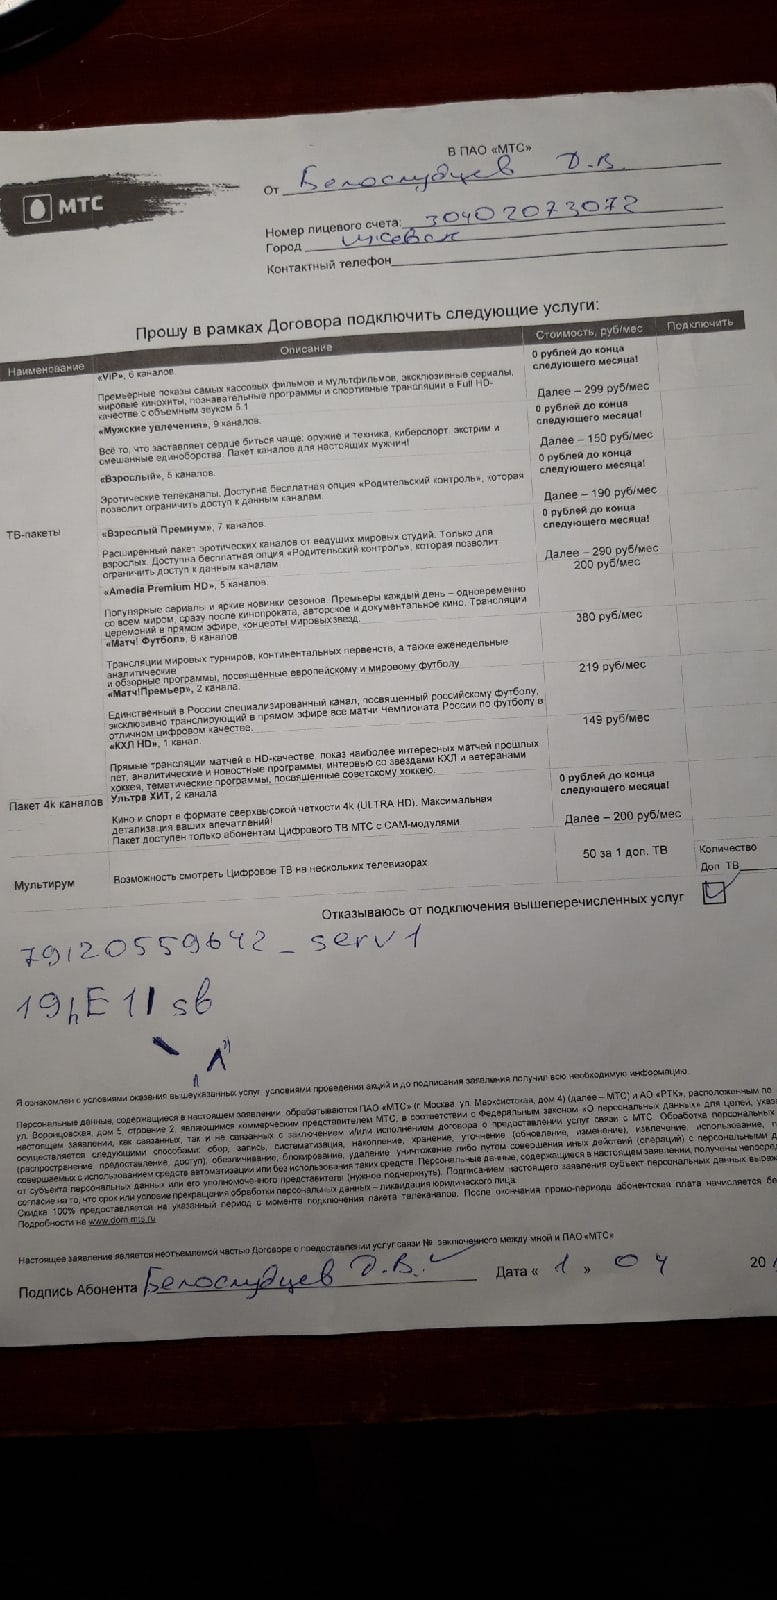 В ПАО «МТС»
МТС
От Белослудцев Д.В.
Номер лицевого счета: 30402073072
Город Ижевск
Контактный телефон
Прошу в рамках Договора подключить следующие услуги:
Наименование Описание Стоимость, руб/мес Подключить
«VIP», 6 каналов 0 рублей до конца
следующего месяца!
Премьерные показы самых кассовых фильмов и мультфильмов, эксклюзивные сериалы,
мировые кинохиты, познавательные программы и спортивные трансляции в Full HD-
качестве с объемным звуком 5.1 Далее – 299 руб/мес
«Мужские увлечения», 9 каналов. 0 рублей до конца
следующего месяца!
Всё то, что заставляет сердце биться чаще: оружие и техника, киберспорт, экстрим и
смешанные единоборства. Пакет каналов для настоящих мужчин! Далее – 150 руб/мес
«Взрослый», 5 каналов. 0 рублей до конца
следующего месяца!
Эротические телеканалы. Доступна бесплатная опция «Родительский контроль», которая
позволит ограничить доступ к данным каналам. Далее – 190 руб/мес
ТВ-пакеты
«Взрослый Премиум», 7 каналов. 0 рублей до конца
следующего месяца!
Расширенный пакет эротических каналов от ведущих мировых студий. Только для
взрослых. Доступна бесплатная опция «Родительский контроль», которая позволит
ограничить доступ к данным каналам Далее – 290 руб/мес
«Amedia Premium HD», 5 каналов. 200 руб/мес
Популярные сериалы и яркие новинки сезонов. Премьеры каждый день – одновременно
со всем миром, сразу после кинопроката, авторское и документальное кино. Трансляции
церемоний в прямом эфире, концерты мировых звезд.
«Матч! Футбол», 6 каналов 380 руб/мес
Трансляции мировых турниров, континентальных первенств, а также еженедельные
аналитические
и обзорные программы, посвященные европейскому и мировому футболу
«Матч!Премьер», 2 канала. 219 руб/мес
Единственный в России специализированный канал, посвященный российскому футболу,
эксклюзивно транслирующий в прямом эфире все матчи Чемпионата России по футболу в
отличном цифровом качестве.
«КХЛ HD», 1 канал. 149 руб/мес
Прямые трансляции матчей в HD-качестве, показ наиболее интересных матчей прошлых
лет, аналитические и новостные программы, интервью со звездами КХЛ и ветеранами
хоккея, тематические программы, посвященные советскому хоккею.
Пакет 4k каналов Ультра ХИТ, 2 канала 0 рублей до конца
следующего месяца!
Кино и спорт в формате сверхвысокой четкости 4k (ULTRA HD). Максимальная
детализация ваших впечатлений!
Пакет доступен только абонентам Цифрового ТВ МТС с CAM-модулями. Далее – 200 руб/мес
Мультирум Возможность смотреть Цифровое ТВ на нескольких телевизорах 50 за 1 доп. ТВ Количество
Доп. ТВ
Отказываюсь от подключения вышеперечисленных услуг
79120559642_serv1
19hE11sb
Я ознакомлен с условиями оказания вышеуказанных услуг, условиями проведения акций и до подписания заявления получил всю необходимую информацию.
Персональные данные, содержащиеся в настоящем заявлении, обрабатываются ПАО «МТС» (г. Москва, ул. Марксистская, дом 4) (далее – МТС) и АО «РТК», расположенным по
ул. Воронцовская, дом 5, строение 2, являющимся коммерческим представителем МТС, в соответствии с Федеральным законом «О персональных данных» для целей, указ
настоящем заявлении, как связанных, так и не связанных с заключением и/или исполнением договора о предоставлении услуг связи с МТС. Обработка персональных
осуществляется следующими способами: сбор, запись, систематизация, накопление, хранение, уточнение (обновление, изменение), извлечение, использование, п
(распространение, предоставление, доступ), обезличивание, блокирование, удаление, уничтожение либо путем совершения иных действий (операций) с персональными д
совершаемых с использованием средств автоматизации или без использования таких средств. Персональные данные, содержащиеся в настоящем заявлении, получены непосред
от субъекта персональных данных или его уполномоченного представителя (нужное подчеркнуть). Подписанием настоящего заявления субъект персональных данных выраж
согласие на то, что срок или условие прекращения обработки персональных данных – ликвидация юридического лица.
Скидка 100% предоставляется на указанный период с момента подключения пакета телеканалов. После окончания промо-периода абонентская плата начисляется бе
Подробности на www.dom.mts.ru
Настоящее заявление является неотъемлемой частью Договора о предоставлении услуг связи № заключенного между мной и ПАО «МТС»
Подпись Абонента Белослудцев Д.В. Дата « 1 » 04 20